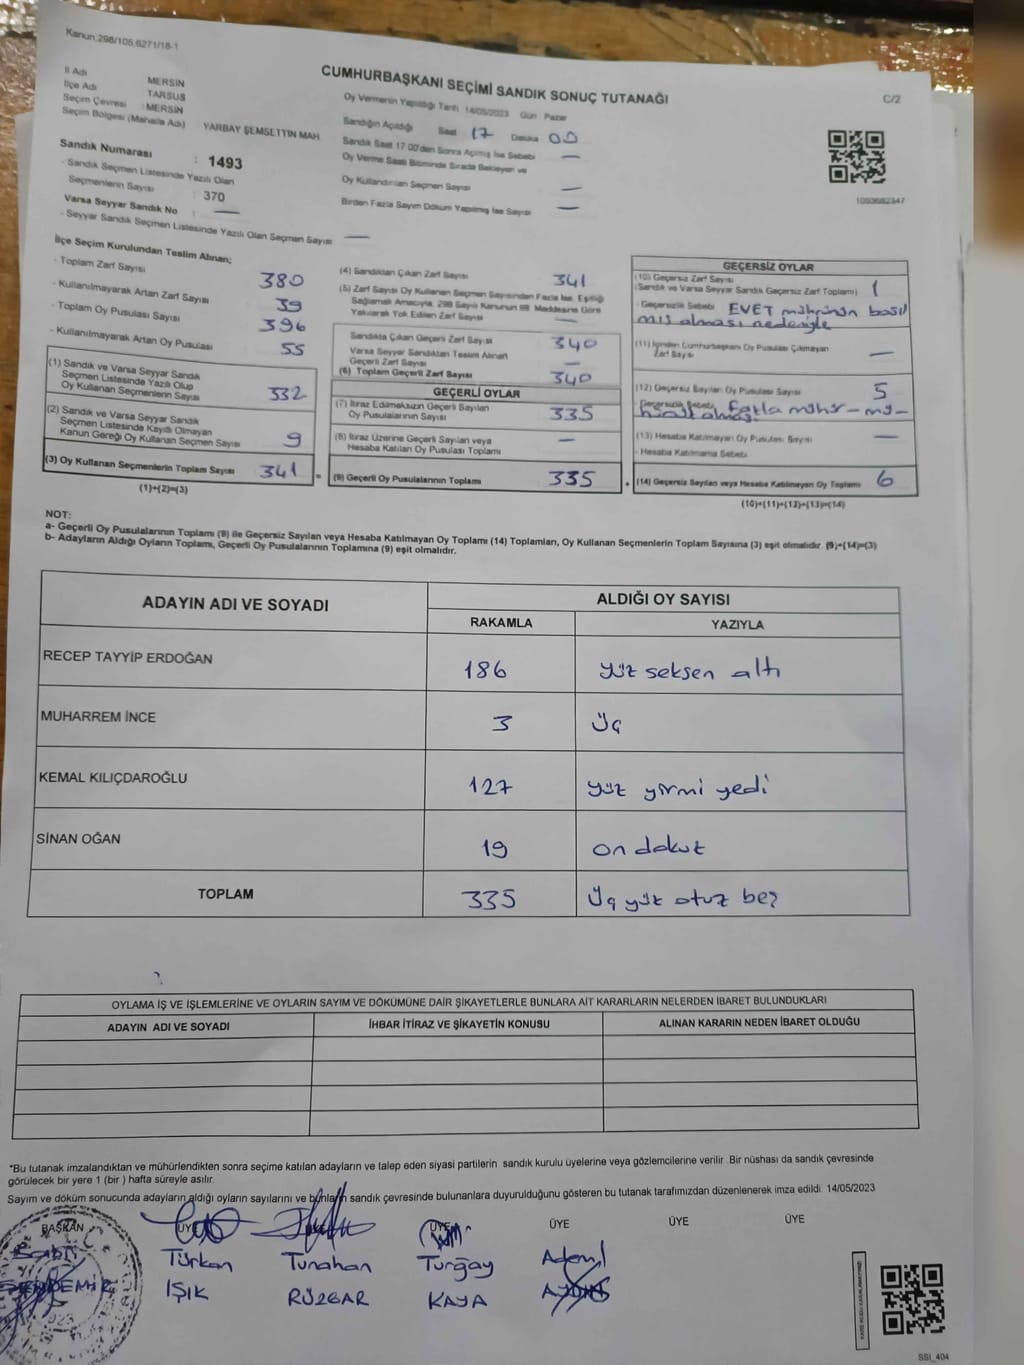 Kanun:298/105.6271/18-1
CUMHURBAŞKANI SEÇİMİ SANDIK SONUÇ TUTANAĞI
C/2
İl Adı MERSİN
İlçe Adı TARSUS
Seçim Çevresi : MERSİN
Seçim Bölgesi (Mahalle Adı) YARBAY ŞEMSETTİN MAH.
Oy Vermenin Yapıldığı Tarih 14/05/2023 Gün : Pazar
Sandığın Açıldığı Saat 17 Dakika 00
Sandık Saat 17:00'den Sonra Açılmış İse Sebebi —
Oy Verme Saati Bitiminde Sırada Bekleyen ve
Oy Kullandırılan Seçmen Sayısı —
Birden Fazla Sayım Döküm Yapılmış İse Sayısı —
1093682347
Sandık Numarası : 1493
- Sandık Seçmen Listesinde Yazılı Olan
Seçmenlerin Sayısı : 370
Varsa Seyyar Sandık No : —
- Seyyar Sandık Seçmen Listesinde Yazılı Olan Seçmen Sayısı —
İlçe Seçim Kurulundan Teslim Alınan;
- Toplam Zarf Sayısı 380
- Kullanılmayarak Artan Zarf Sayısı 39
- Toplam Oy Pusulası Sayısı 396
- Kullanılmayarak Artan Oy Pusulası 55
(1) Sandık ve Varsa Seyyar Sandık
Seçmen Listesinde Yazılı Olup
Oy Kullanan Seçmenlerin Sayısı 332
(2) Sandık ve Varsa Seyyar Sandık
Seçmen Listesinde Kayıtlı Olmayan
Kanun Gereği Oy Kullanan Seçmen Sayısı 9
(3) Oy Kullanan Seçmenlerin Toplam Sayısı 341
(1)+(2)=(3)
(4) Sandıktan Çıkan Zarf Sayısı 341
(5) Zarf Sayısı Oy Kullanan Seçmen Sayısından Fazla İse, Eşitliği
Sağlamak Amacıyla, 298 Sayılı Kanunun 98. Maddesine Göre
Yakılarak Yok Edilen Zarf Sayısı —
Sandıkta Çıkan Geçerli Zarf Sayısı 340
Varsa Seyyar Sandıktan Teslim Alınan
Geçerli Zarf Sayısı —
(6) Toplam Geçerli Zarf Sayısı 340
GEÇERLİ OYLAR
(7) İtiraz Edilmeksizin Geçerli Sayılan
Oy Pusulalarının Sayısı 335
(8) İtiraz Üzerine Geçerli Sayılan veya
Hesaba Katılan Oy Pusulası Toplamı —
= (9) Geçerli Oy Pusulalarının Toplamı 335
GEÇERSİZ OYLAR
(10) Geçersiz Zarf Sayısı
(Sandık ve Varsa Seyyar Sandık Geçersiz Zarf Toplamı) 1
- Geçersizlik Sebebi EVET mührünün basıl
mış olması nedeniyle
(11) İçinden Cumhurbaşkanı Oy Pusulası Çıkmayan
Zarf Sayısı —
(12) Geçersiz Sayılan Oy Pusulası Sayısı 5
- Geçersizlik Sebebi Fazla mühür-mü-
(13) Hesaba Katılmayan Oy Pusulası Sayısı —
- Hesaba Katılmama Sebebi
+ (14) Geçersiz Sayılan veya Hesaba Katılmayan Oy Toplamı 6
(10)+(11)+(12)+(13)=(14)
NOT:
a- Geçerli Oy Pusulalarının Toplamı (9) ile Geçersiz Sayılan veya Hesaba Katılmayan Oy Toplamı (14) Toplamları, Oy Kullanan Seçmenlerin Toplam Sayısına (3) eşit olmalıdır. (9)+(14)=(3)
b- Adayların Aldığı Oyların Toplamı, Geçerli Oy Pusulalarının Toplamına (9) eşit olmalıdır.
ADAYIN ADI VE SOYADI ALDIĞI OY SAYISI
RAKAMLA YAZIYLA
RECEP TAYYİP ERDOĞAN 186 yüz seksen altı
MUHARREM İNCE 3 üç
KEMAL KILIÇDAROĞLU 127 yüz yirmi yedi
SİNAN OĞAN 19 on dokuz
TOPLAM 335 üç yüz otuz beş
OYLAMA İŞ VE İŞLEMLERİNE VE OYLARIN SAYIM VE DÖKÜMÜNE DAİR ŞİKAYETLERLE BUNLARA AİT KARARLARIN NELERDEN İBARET BULUNDUKLARI
ADAYIN ADI VE SOYADI İHBAR İTİRAZ VE ŞİKAYETİN KONUSU ALINAN KARARIN NEDEN İBARET OLDUĞU
*Bu tutanak imzalandıktan ve mühürlendikten sonra seçime katılan adayların ve talep eden siyasi partilerin sandık kurulu üyelerine veya gözlemcilerine verilir. Bir nüshası da sandık çevresinde
görülecek bir yere 1 (bir ) hafta süreyle asılır.
Sayım ve döküm sonucunda adayların aldığı oyların sayılarını ve bunların sandık çevresinde bulunanlara duyurulduğunu gösteren bu tutanak tarafımızdan düzenlenerek imza edildi. 14/05/2023
BAŞKAN ÜYE ÜYE ÜYE ÜYE ÜYE
Sabri Türkan Tunahan Turgay Adem
SERDEMİR IŞIK RÜZGAR KAYA
SSI_404